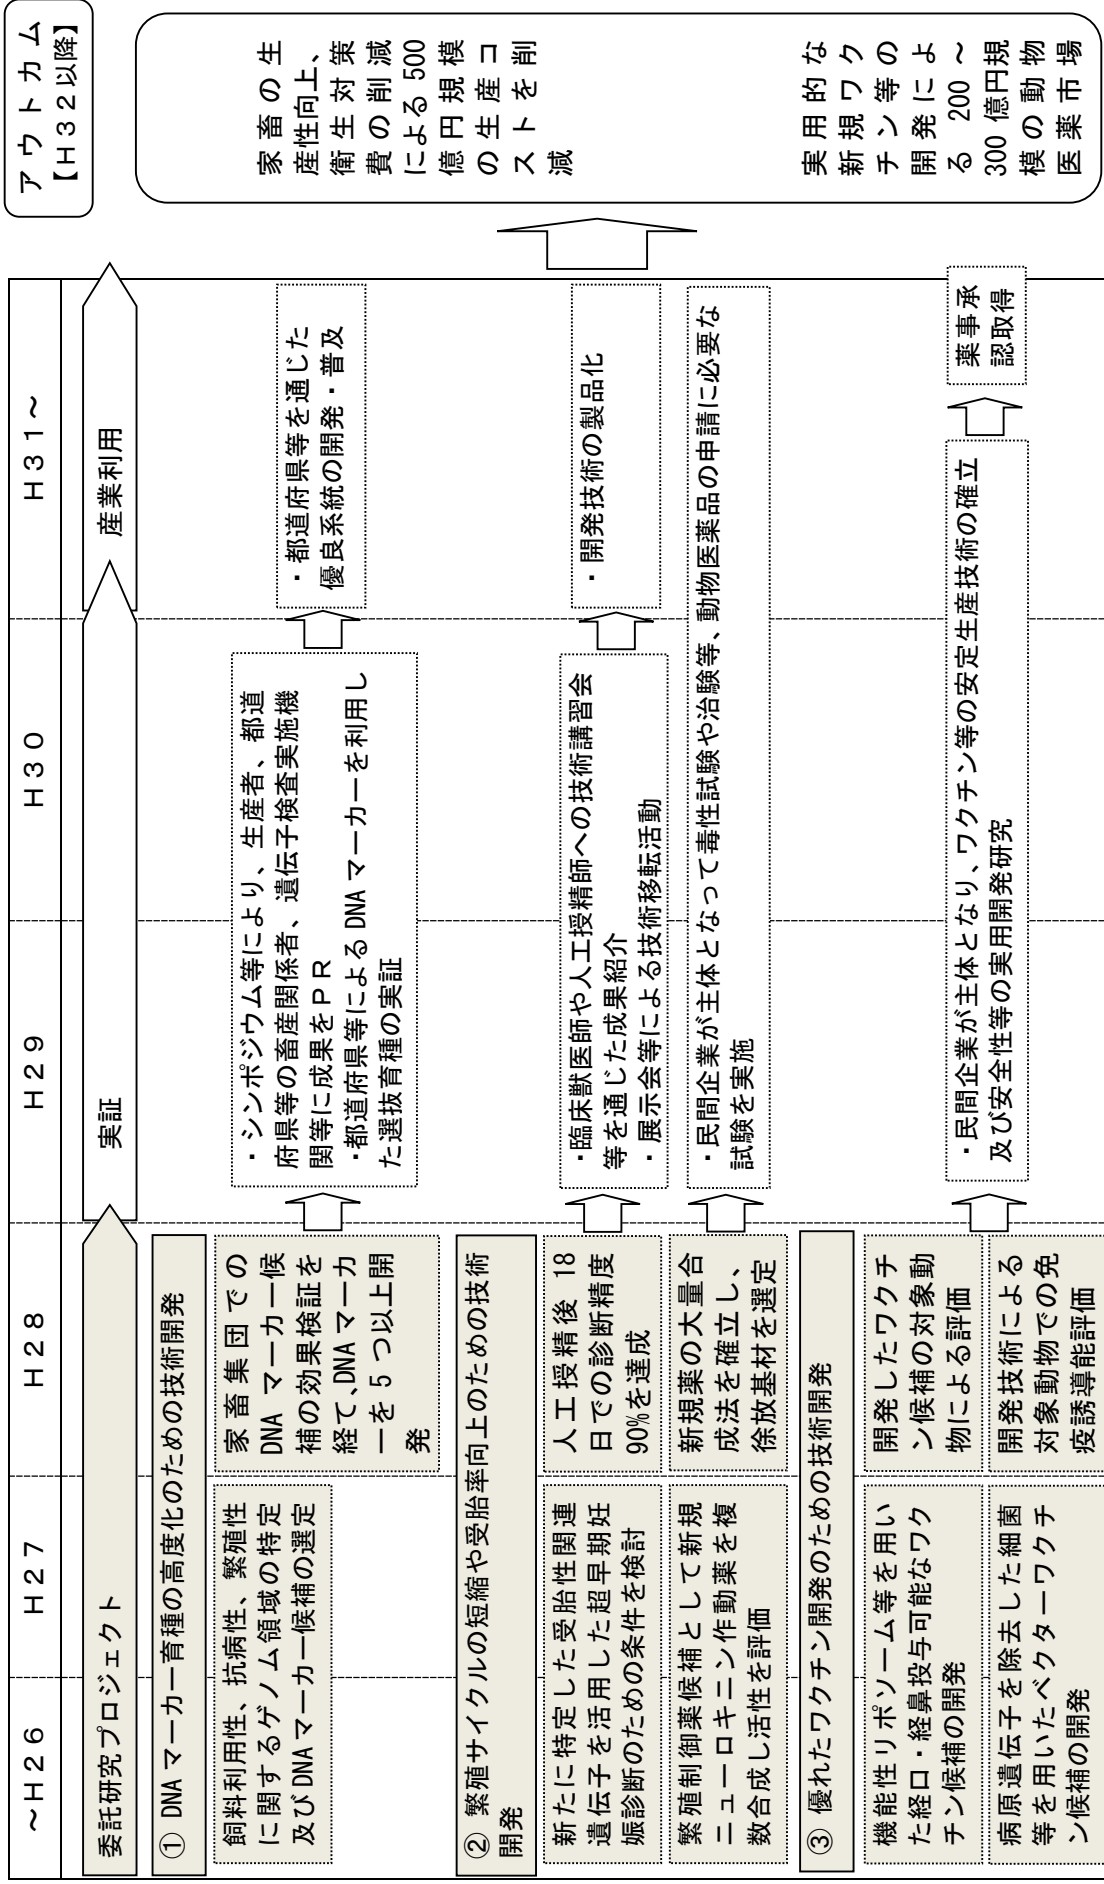 ～Ｈ２６
Ｈ２７
Ｈ２８
Ｈ２９
Ｈ３０
Ｈ３１～
アウトカム
【Ｈ３２以降】
委託研究プロジェクト
実証
産業利用
① DNAマーカー育種の高度化のための技術開発
飼料利用性、抗病性、繁殖性
に関するゲノム領域の特定
及びDNAマーカー候補の選定
家畜集団での
DNAマーカー候
補の効果検証を
経て、DNAマーカ
ーを５つ以上開
発
・シンポジウム等により、生産者、都道
府県等の畜産関係者、遺伝子検査実施機
関等に成果をＰＲ
・都道府県等によるDNAマーカーを利用し
た選抜育種の実証
・都道府県等を通じた
優良系統の開発・普及
② 繁殖サイクルの短縮や受胎率向上のための技術
開発
新たに特定した受胎性関連
遺伝子を活用した超早期妊
娠診断のための条件を検討
人工授精後 18
日での診断精度
90%を達成
・臨床獣医師や人工授精師への技術講習会
等を通じた成果紹介
・展示会等による技術移転活動
・開発技術の製品化
繁殖制御薬候補として新規
ニューロキニン作動薬を複
数合成し活性を評価
新規薬の大量合
成法を確立し、
徐放基材を選定
・民間企業が主体となって毒性試験や治験等、動物医薬品の申請に必要な
試験を実施
③ 優れたワクチン開発のための技術開発
機能性リポソーム等を用い
た経口・経鼻投与可能なワク
チン候補の開発
開発したワクチ
ン候補の対象動
物による評価
病原遺伝子を除去した細菌
等を用いたベクターワクチ
ン候補の開発
開発技術による
対象動物での免
疫誘導能評価
・民間企業が主体となり、ワクチン等の安定生産技術の確立
及び安全性等の実用開発研究
薬事承
認取得
家畜の生
産性向上、
衛生対策
費の削減
による 500
億円規模
の生産コ
ストを削
減
実用的な
新規ワク
チン等の
開発によ
る 200 ～
300 億円規
模の動物
医薬市場